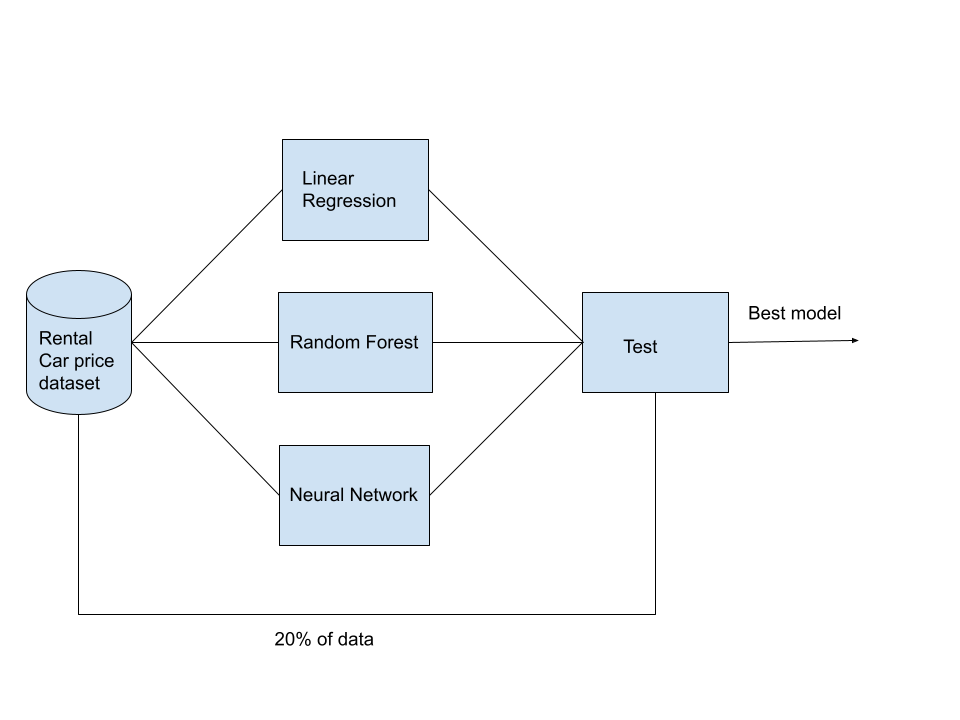 Linear
Regression
Rental
Car price
dataset
Random Forest
Neural Network
Test
Best model
20% of data